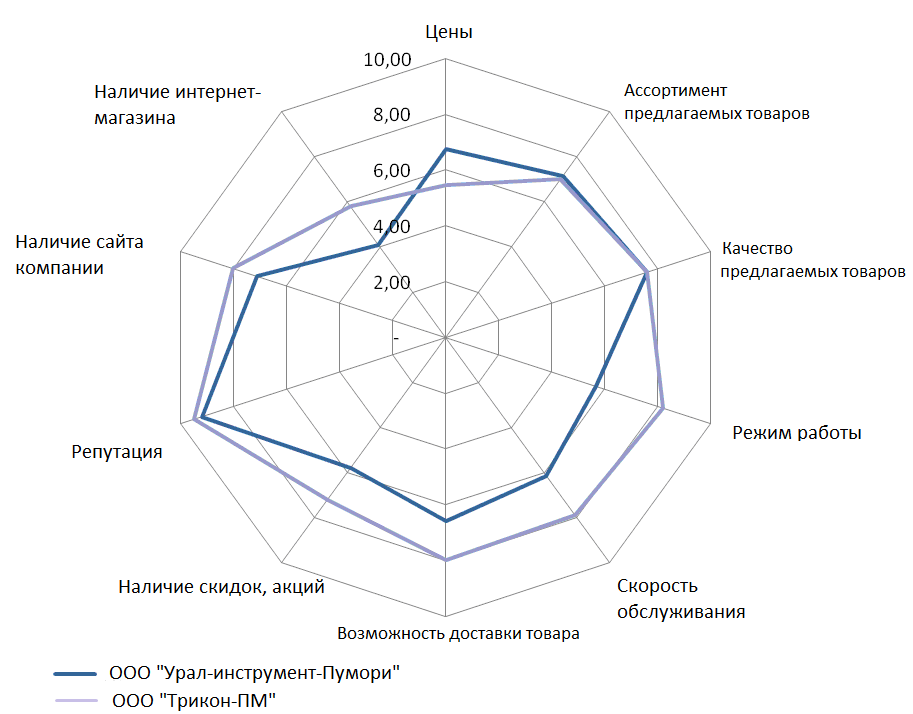 Цены
10,00
Наличие интернет-
магазина
Ассортимент
предлагаемых товаров
8,00
6,00
4,00
2,00
-
Наличие сайта
компании
Качество
предлагаемых товаров
Репутация
Режим работы
Наличие скидок, акций
Скорость
обслуживания
Возможность доставки товара
ООО "Урал-инструмент-Пумори"
ООО "Трикон-ПМ"